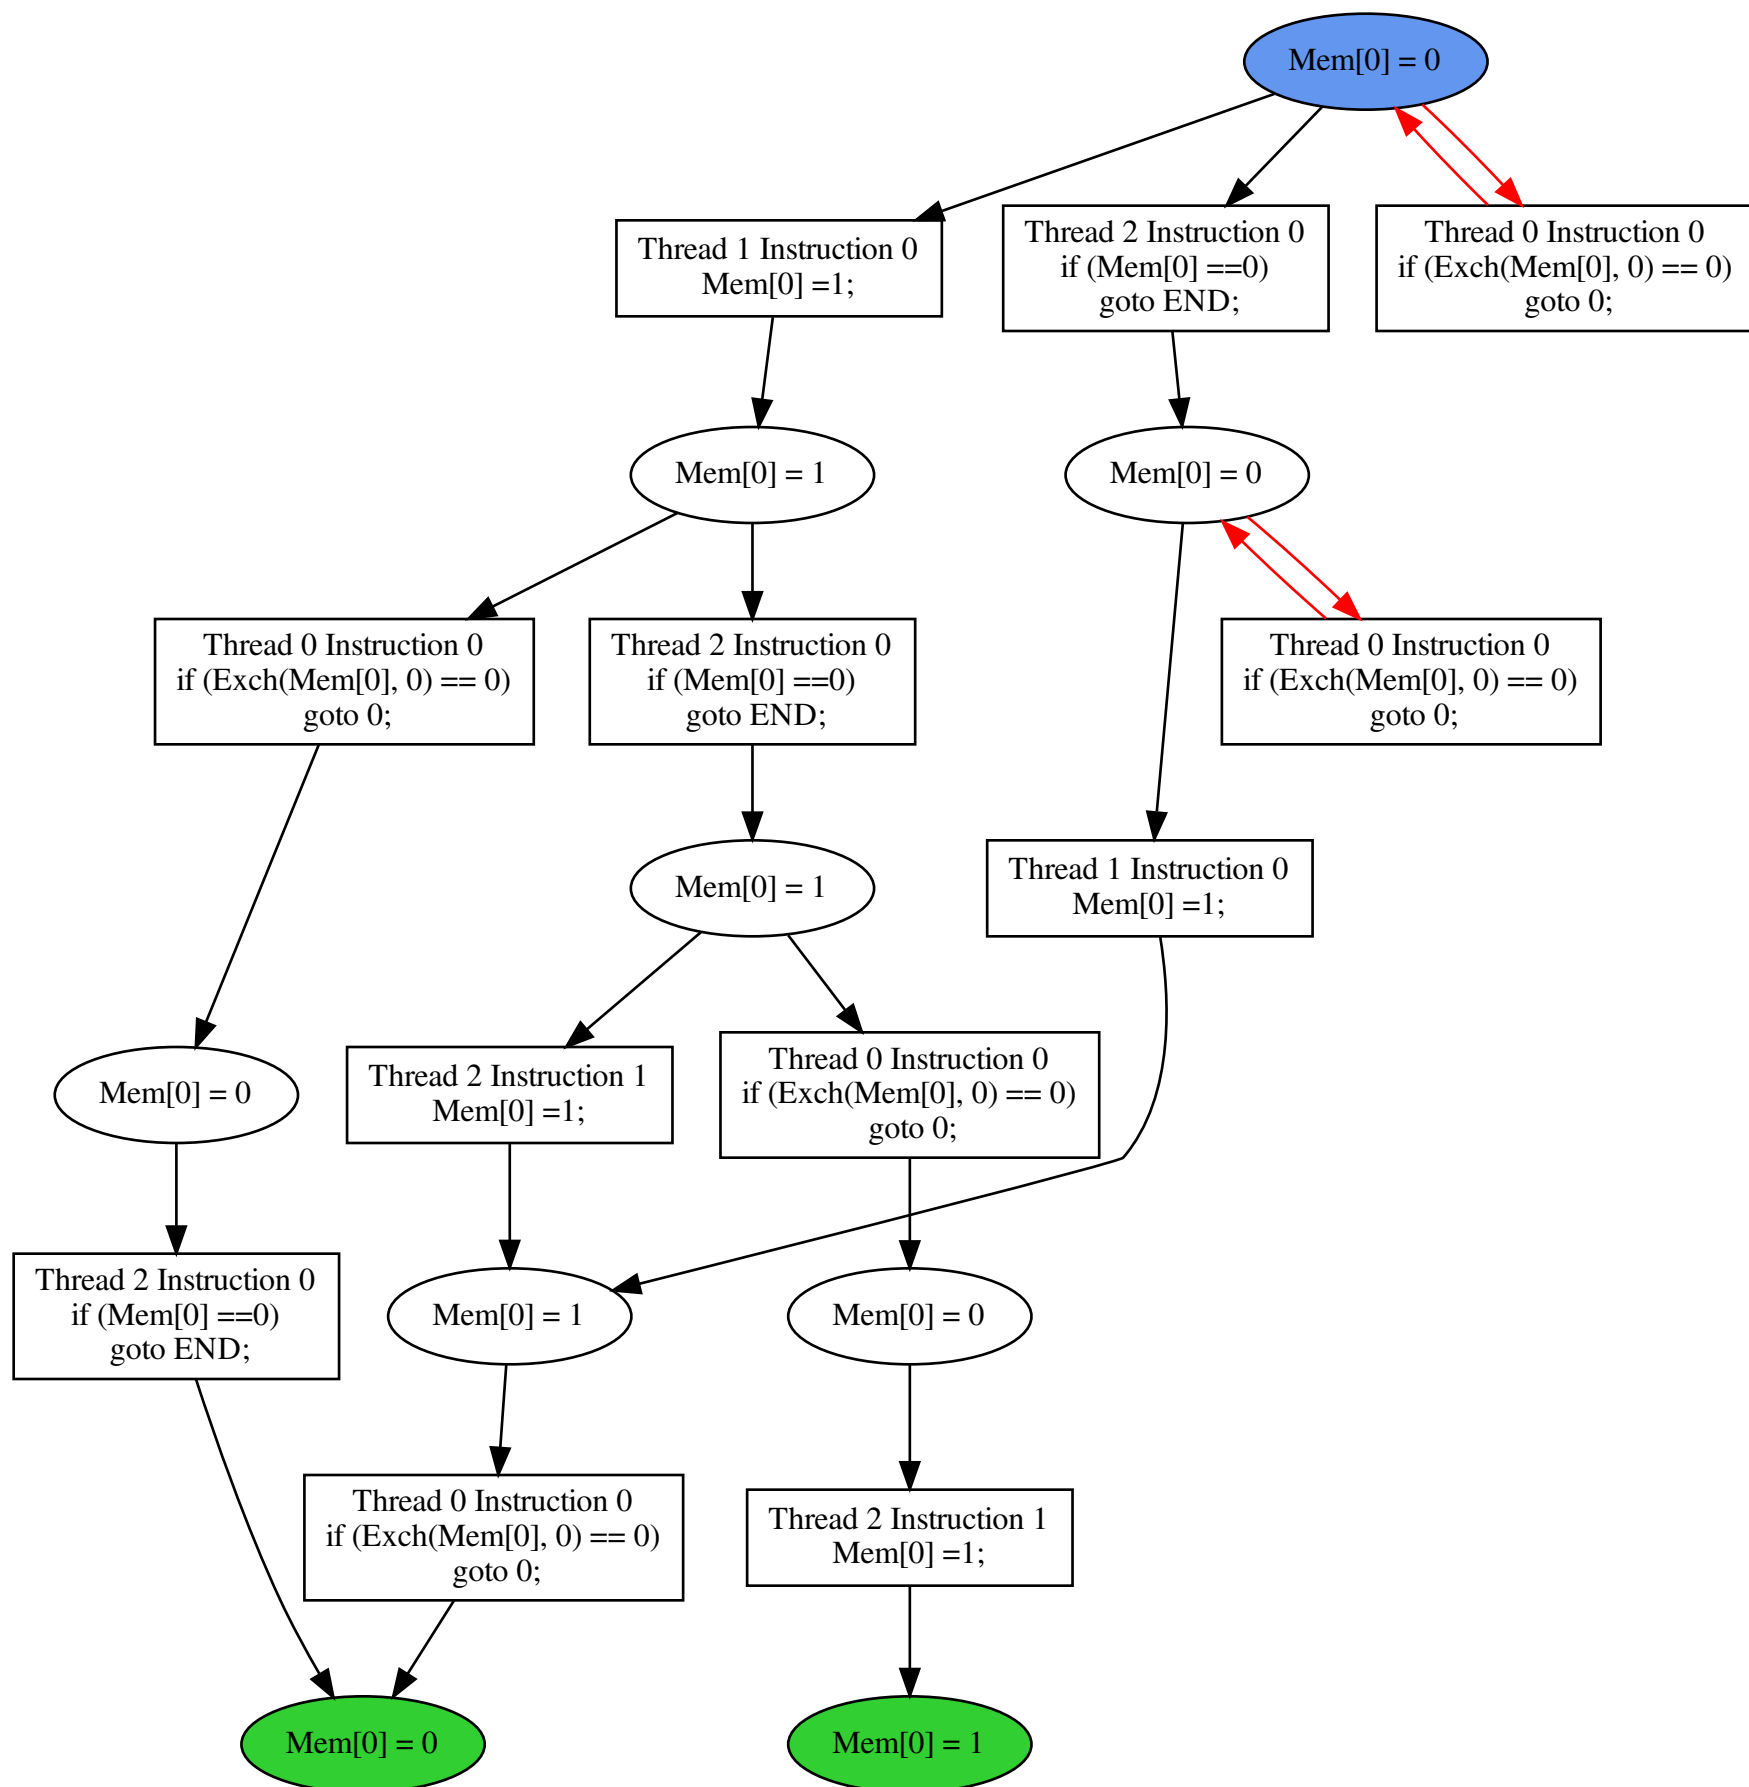 Mem[0] = 0
Thread 1 Instruction 0
Mem[0] =1;
Thread 2 Instruction 0
if (Mem[0] ==0)
goto END;
Thread 0 Instruction 0
if (Exch(Mem[0], 0) == 0)
goto 0;
Mem[0] = 1
Mem[0] = 0
Thread 0 Instruction 0
if (Exch(Mem[0], 0) == 0)
goto 0;
Thread 2 Instruction 0
if (Mem[0] ==0)
goto END;
Thread 0 Instruction 0
if (Exch(Mem[0], 0) == 0)
goto 0;
Mem[0] = 1
Thread 1 Instruction 0
Mem[0] =1;
Mem[0] = 0
Thread 2 Instruction 1
Mem[0] =1;
Thread 0 Instruction 0
if (Exch(Mem[0], 0) == 0)
goto 0;
Thread 2 Instruction 0
if (Mem[0] ==0)
goto END;
Mem[0] = 1
Mem[0] = 0
Thread 0 Instruction 0
if (Exch(Mem[0], 0) == 0)
goto 0;
Thread 2 Instruction 1
Mem[0] =1;
Mem[0] = 0
Mem[0] = 1